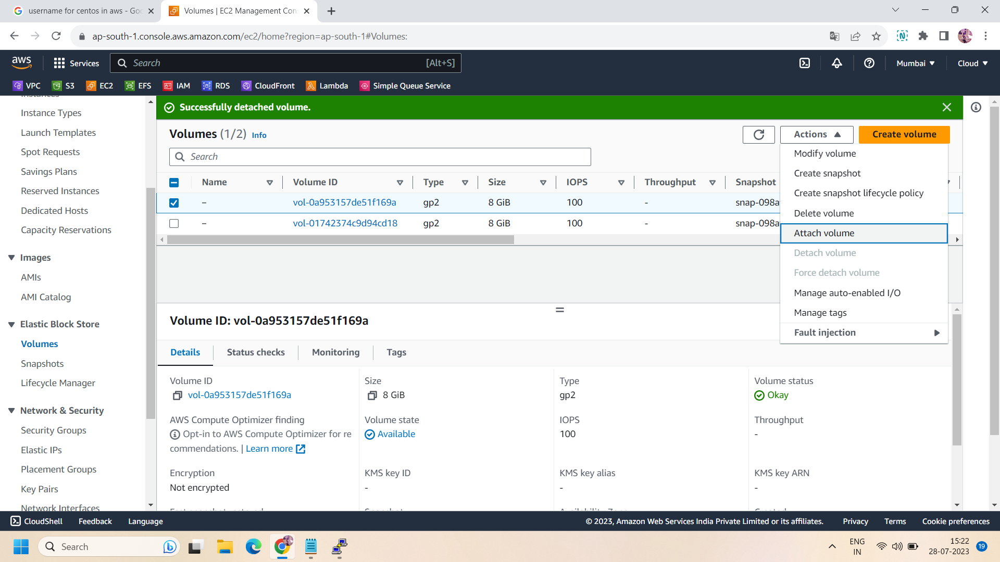 username for centos in aws - Goo
Volumes | EC2 Management Con
ap-south-1.console.aws.amazon.com/ec2/home?region=ap-south-1#Volumes:
aws
Services
Search
[Alt+S]
Mumbai
Cloud
VPC
S3
EC2
EFS
IAM
RDS
CloudFront
Lambda
Simple Queue Service
Instances
Instance Types
Launch Templates
Spot Requests
Savings Plans
Reserved Instances
Dedicated Hosts
Capacity Reservations
Images
AMIs
AMI Catalog
Elastic Block Store
Volumes
Snapshots
Lifecycle Manager
Network & Security
Security Groups
Elastic IPs
Placement Groups
Key Pairs
Network Interfaces
Successfully detached volume.
Volumes (1/2) Info
Actions
Create volume
Search
Name Volume ID Type Size IOPS Throughput Snapshot
– vol-0a953157de51f169a gp2 8 GiB 100 - snap-098a
– vol-01742374c9d94cd18 gp2 8 GiB 100 - snap-098a
Modify volume
Create snapshot
Create snapshot lifecycle policy
Delete volume
Attach volume
Detach volume
Force detach volume
Manage auto-enabled I/O
Manage tags
Fault injection
Volume ID: vol-0a953157de51f169a
Details
Status checks
Monitoring
Tags
Volume ID
vol-0a953157de51f169a
Size
8 GiB
Type
gp2
Volume status
Okay
AWS Compute Optimizer finding
Opt-in to AWS Compute Optimizer for re
commendations. | Learn more
Volume state
Available
IOPS
100
Throughput
-
Encryption
Not encrypted
KMS key ID
-
KMS key alias
-
KMS key ARN
-
CloudShell
Feedback
Language
© 2023, Amazon Web Services India Private Limited or its affiliates.
Privacy
Terms
Cookie preferences
Search
ENG
IN
15:22
28-07-2023
19